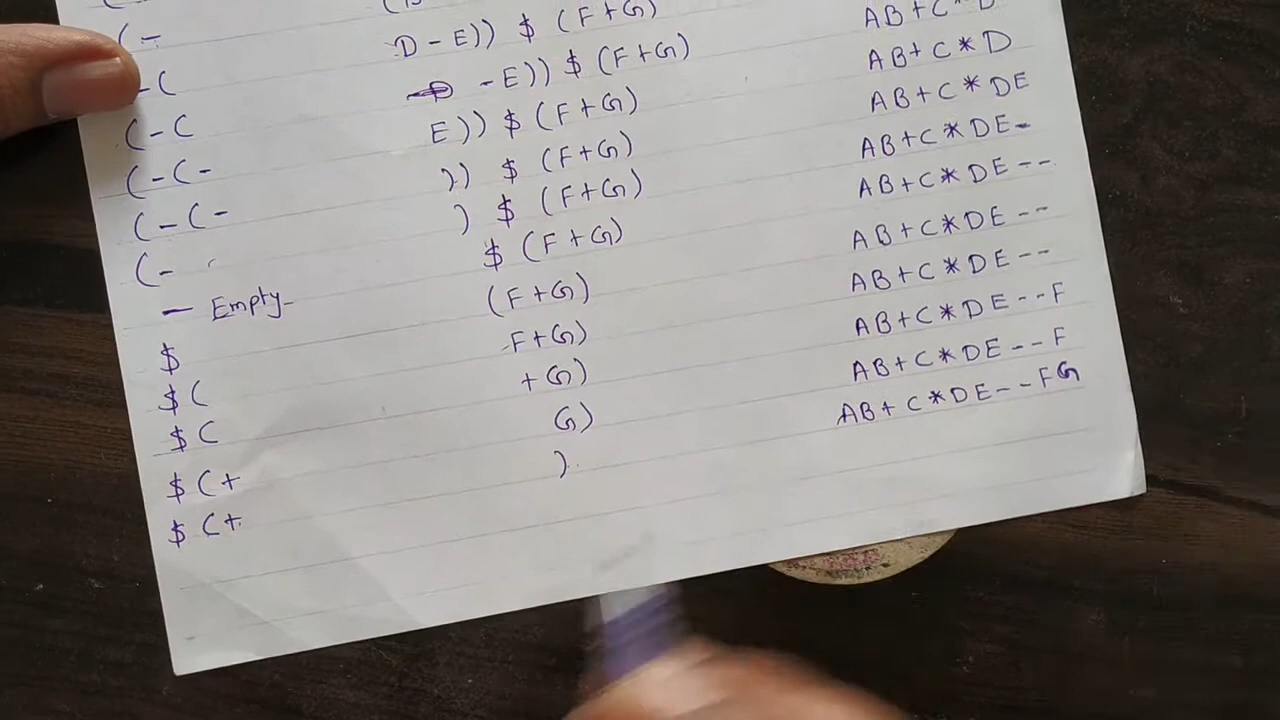 (-
-( D - E)) $ (F+G)
(-( -E)) $ (F+G) AB+C*D
(-(- E)) $ (F+G) AB+C*D
(-(- )) $ (F+G) AB+C*DE
(- ) $ (F+G) AB+C*DE-
— Empty- $ (F+G) AB+C*DE--
$ (F+G) AB+C*DE--
$( F+G) AB+C*DE--
$( +G) AB+C*DE--F
$(+ G) AB+C*DE--F
$(+ ) AB+C*DE--FG